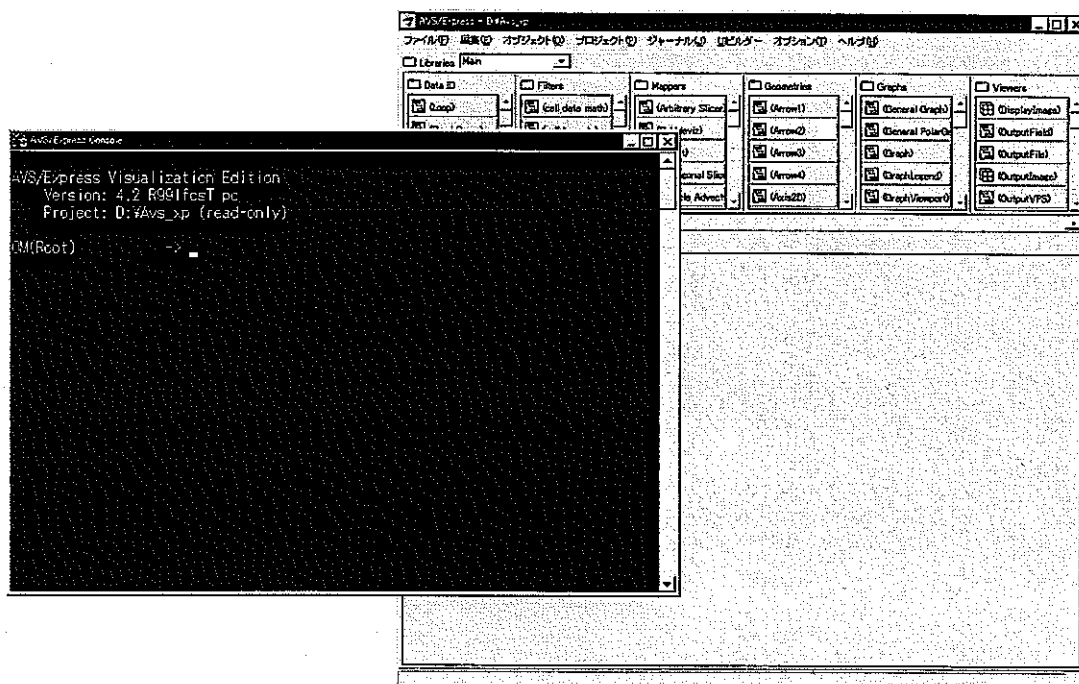 AVS/Express - D:¥Avs_xp
ファイル(F) 編集(E) オブジェクト(O) プロジェクト(P) ジャーナル(J) UIビルダー オプション(O) ヘルプ(H)
Libraries Main
Data IO Filters Mappers Geometries Graphs Viewers
(Loop) (cell data math) (Arbitrary Slicer) (Arrow1) (General Graph) (DisplayImage)
(Arrow2) (OutputField)
(Arrow3) (Graph) (OutputFile)
(Arrow4) (GraphLegend) (OutputImage)
(Axis2D) (GraphViewport) (OutputVPS)
AVS/Express Console
AVS/Express Visualization Edition
Version: 4.2 R991fcsT pc
Project: D:¥Avs_xp (read-only)
OM(Root) ->